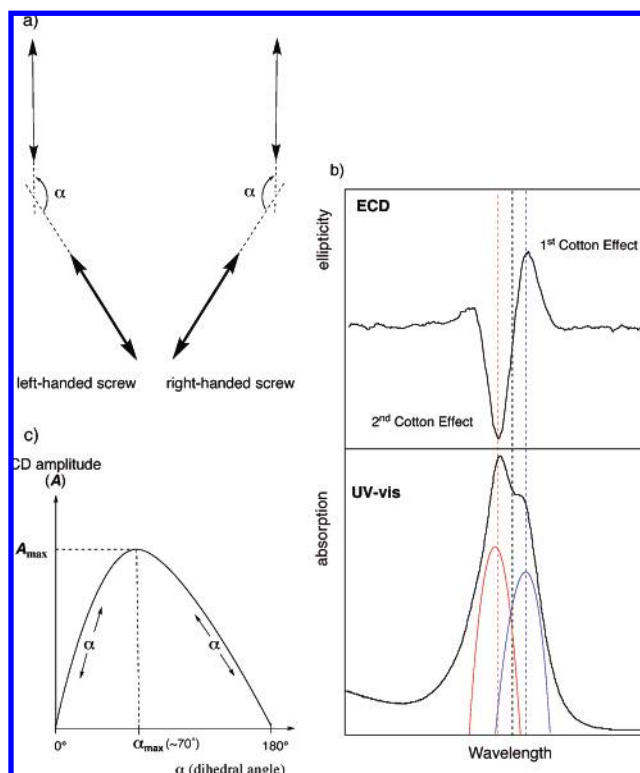 a)
α
α
left-handed screw
right-handed screw
b)
ECD
ellipticity
1st Cotton Effect
2nd Cotton Effect
UV-vis
absorption
Wavelength
c)
CD amplitude
(A)
Amax
α
α
0°
αmax (~70°)
180°
α (dihedral angle)